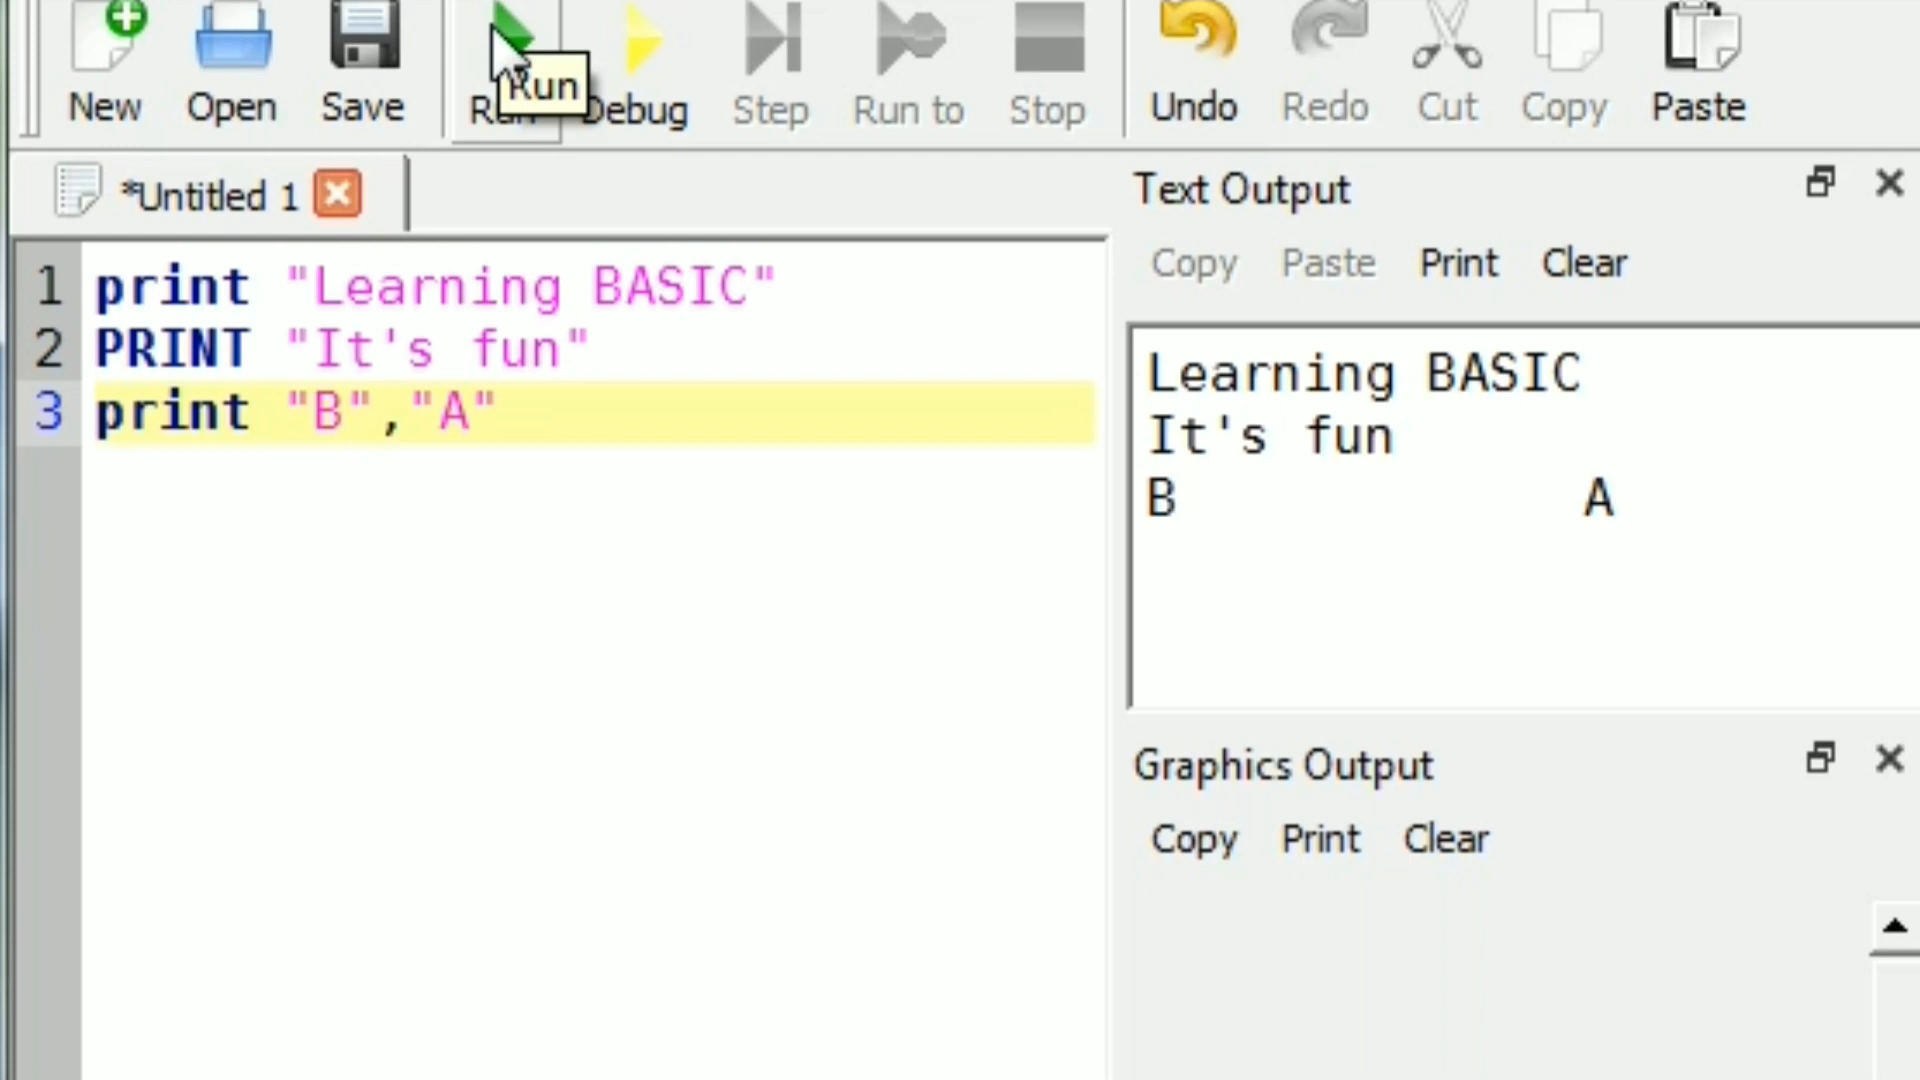 New Open Save Run Debug Step Run to Stop Undo Redo Cut Copy Paste
Run
*Untitled 1
1 print "Learning BASIC"
2 PRINT "It's fun"
3 print "B","A"
Text Output
Copy Paste Print Clear
Learning BASIC
It's fun
B A
Graphics Output
Copy Print Clear